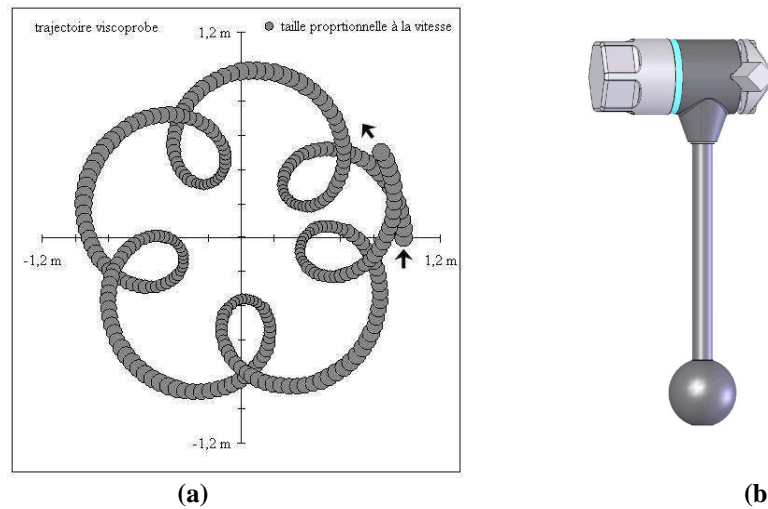 trajectoire viscoprobe
1,2 m
taille proprtionnelle à la vitesse
-1,2 m
1,2 m
-1,2 m
(a)
(b